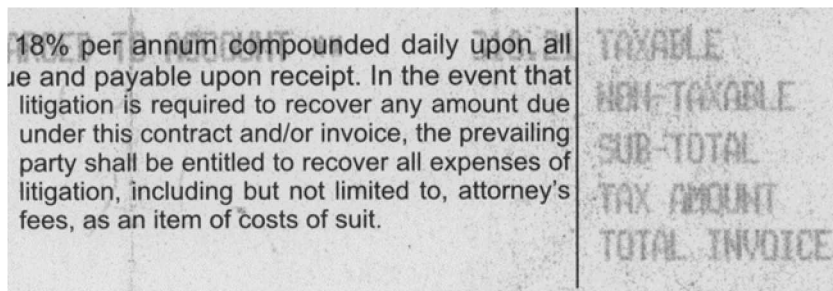 18% per annum compounded daily upon all
ue and payable upon receipt. In the event that
litigation is required to recover any amount due
under this contract and/or invoice, the prevailing
party shall be entitled to recover all expenses of
litigation, including but not limited to, attorney's
fees, as an item of costs of suit.
TAXABLE
NON-TAXABLE
SUB-TOTAL
TAX AMOUNT
TOTAL INVOICE